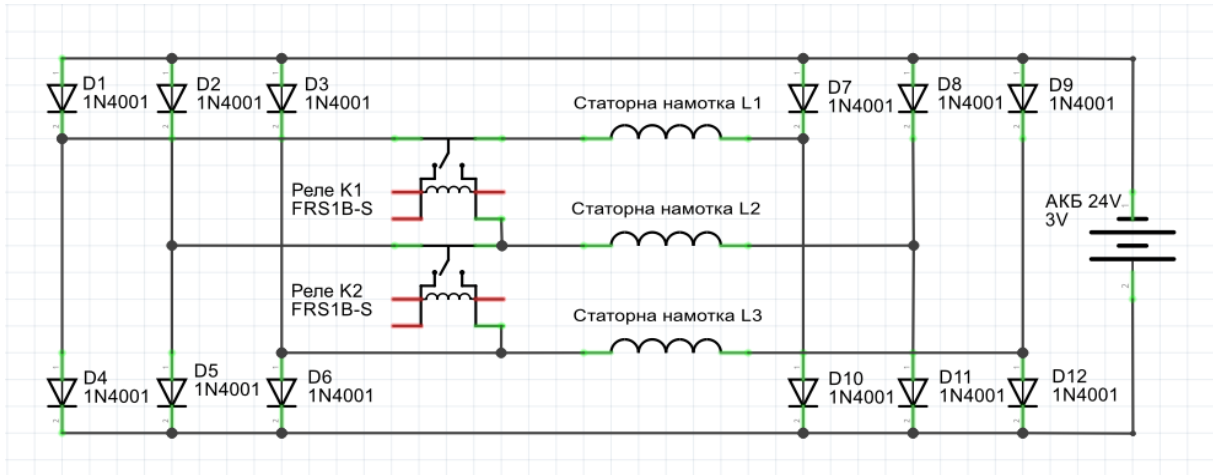 D1
1N4001
D2
1N4001
D3
1N4001
Статорна намотка L1
D7
1N4001
D8
1N4001
D9
1N4001
Реле K1
FRS1B-S
Статорна намотка L2
АКБ 24V
3V
Реле K2
FRS1B-S
Статорна намотка L3
D4
1N4001
D5
1N4001
D6
1N4001
D10
1N4001
D11
1N4001
D12
1N4001